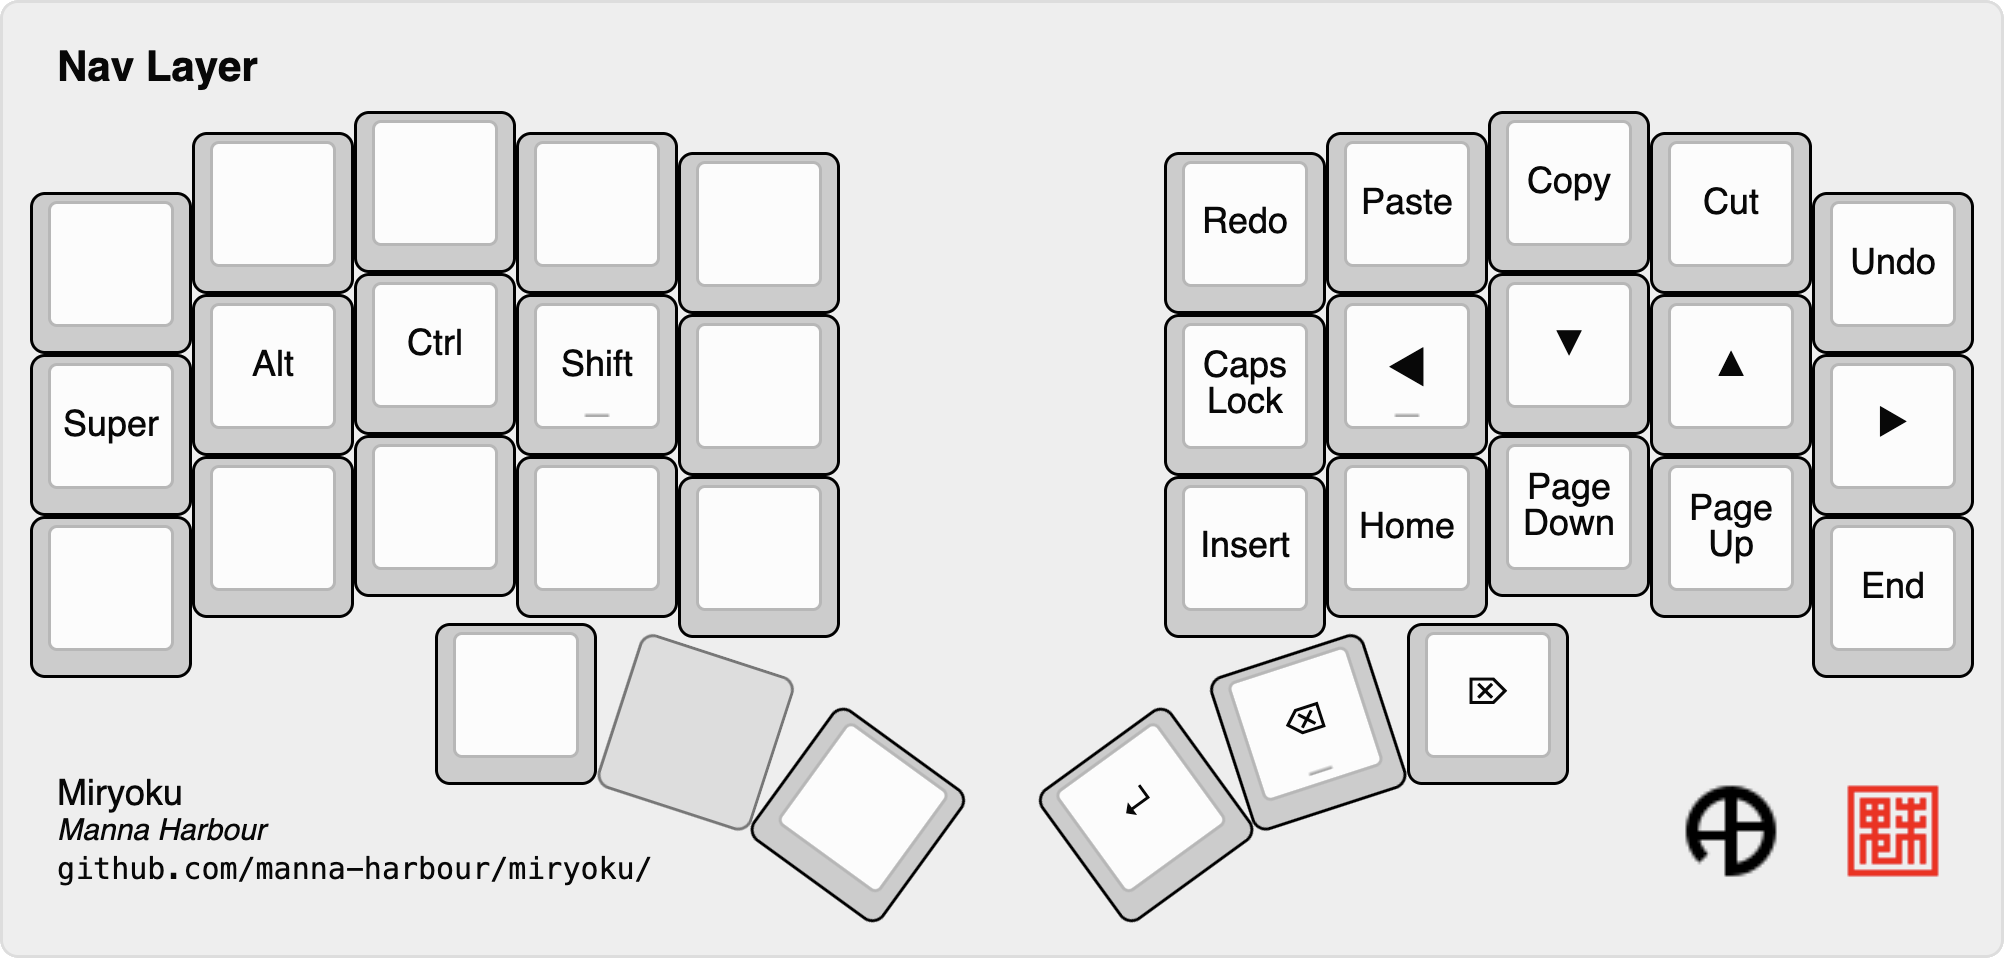 Nav Layer
Redo Paste Copy Cut Undo
Super Alt Ctrl Shift
Caps
Lock
◀ ▼ ▲ ▶
Insert Home
Page
Down
Page
Up
End
Miryoku
Manna Harbour
github.com/manna-harbour/miryoku/
魅